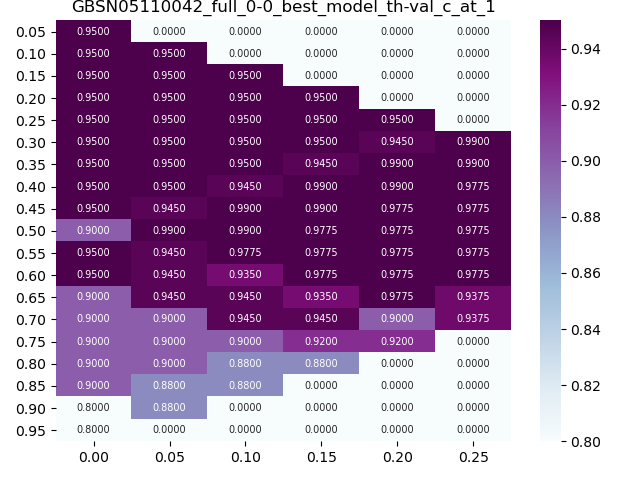 GBSN05110042_full_0-0_best_model_th-val_c_at_1
0.05 0.9500 0.0000 0.0000 0.0000 0.0000 0.0000
0.10 0.9500 0.9500 0.0000 0.0000 0.0000 0.0000
0.15 0.9500 0.9500 0.9500 0.0000 0.0000 0.0000
0.20 0.9500 0.9500 0.9500 0.9500 0.0000 0.0000
0.25 0.9500 0.9500 0.9500 0.9500 0.9500 0.0000
0.30 0.9500 0.9500 0.9500 0.9500 0.9450 0.9900
0.35 0.9500 0.9500 0.9500 0.9450 0.9900 0.9900
0.40 0.9500 0.9500 0.9450 0.9900 0.9900 0.9775
0.45 0.9500 0.9450 0.9900 0.9900 0.9775 0.9775
0.50 0.9000 0.9900 0.9900 0.9775 0.9775 0.9775
0.55 0.9500 0.9450 0.9775 0.9775 0.9775 0.9775
0.60 0.9500 0.9450 0.9350 0.9775 0.9775 0.9775
0.65 0.9000 0.9450 0.9450 0.9350 0.9775 0.9375
0.70 0.9000 0.9000 0.9450 0.9450 0.9000 0.9375
0.75 0.9000 0.9000 0.9000 0.9200 0.9200 0.0000
0.80 0.9000 0.9000 0.8800 0.8800 0.0000 0.0000
0.85 0.9000 0.8800 0.8800 0.0000 0.0000 0.0000
0.90 0.8000 0.8800 0.0000 0.0000 0.0000 0.0000
0.95 0.8000 0.0000 0.0000 0.0000 0.0000 0.0000
0.00 0.05 0.10 0.15 0.20 0.25
0.94
0.92
0.90
0.88
0.86
0.84
0.82
0.80